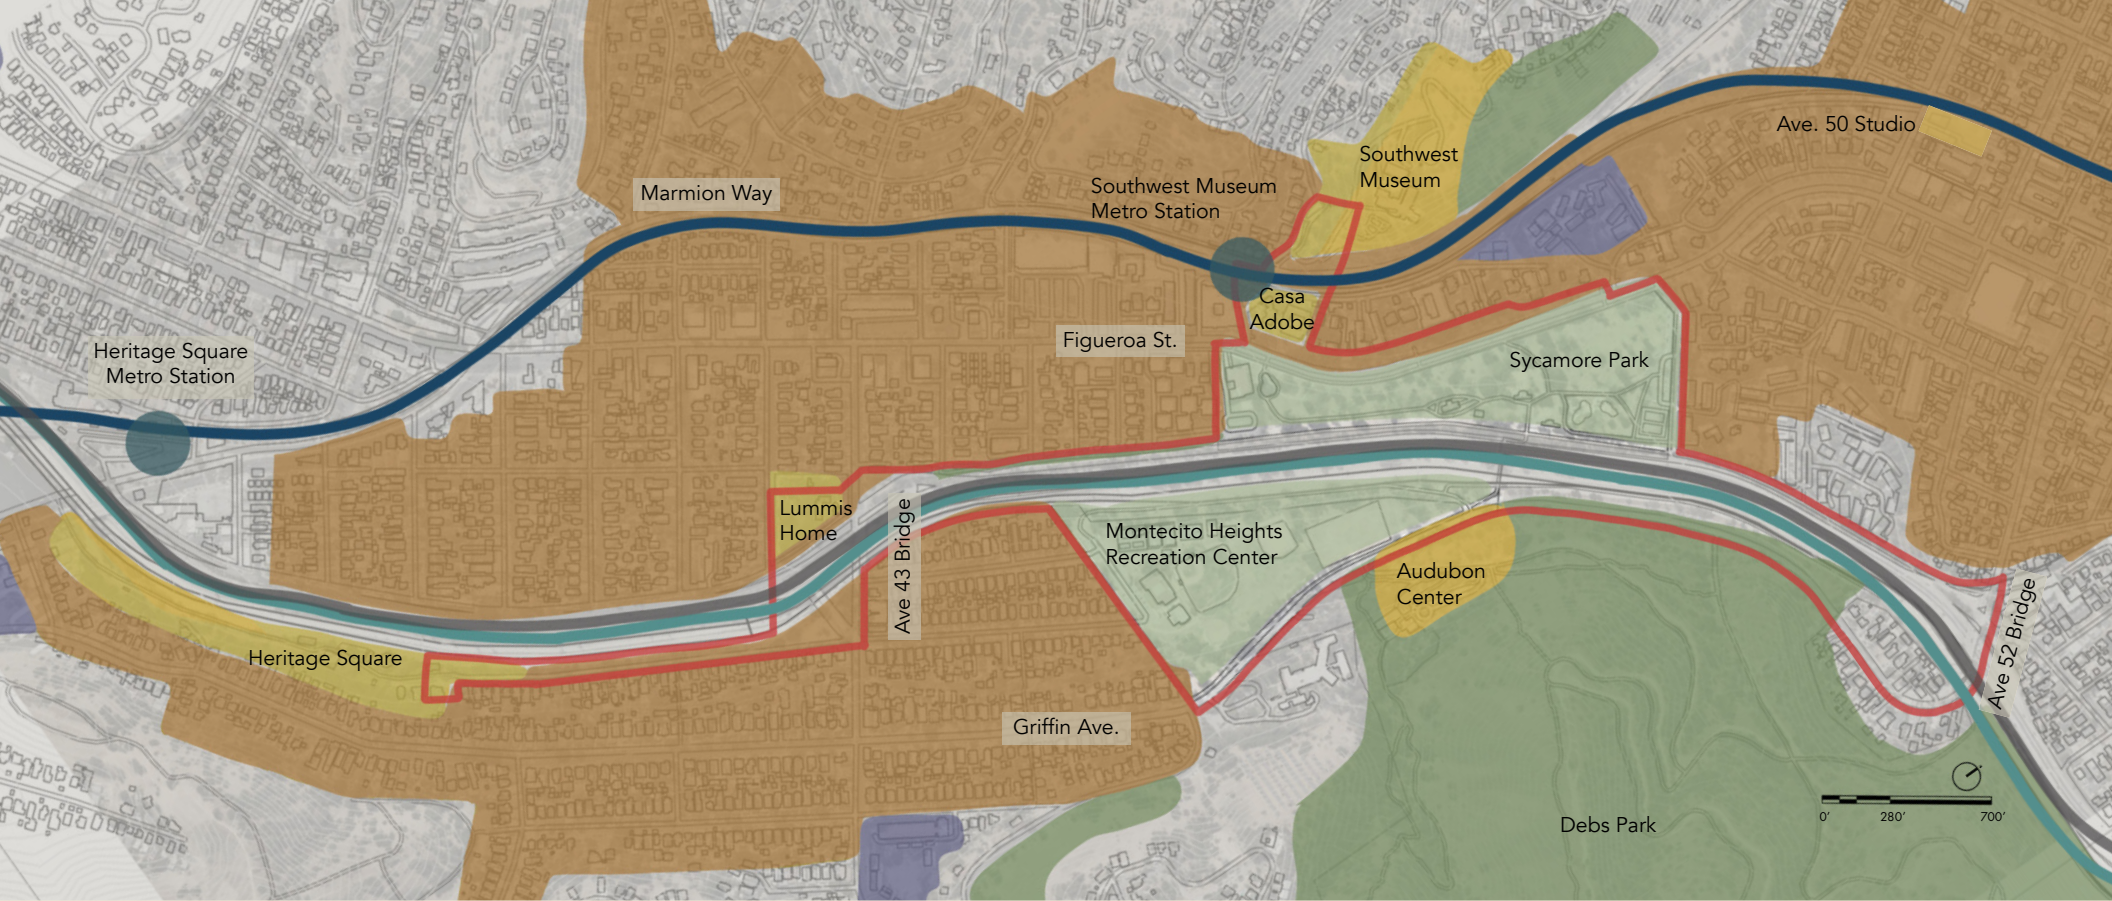 Ave. 50 Studio
Southwest
Museum
Southwest Museum
Metro Station
Marmion Way
Casa
Adobe
Figueroa St.
Heritage Square
Metro Station
Sycamore Park
Lummis
Home
Ave 43 Bridge
Montecito Heights
Recreation Center
Audubon
Center
Ave 52 Bridge
Heritage Square
Griffin Ave.
Debs Park
0' 280' 700'